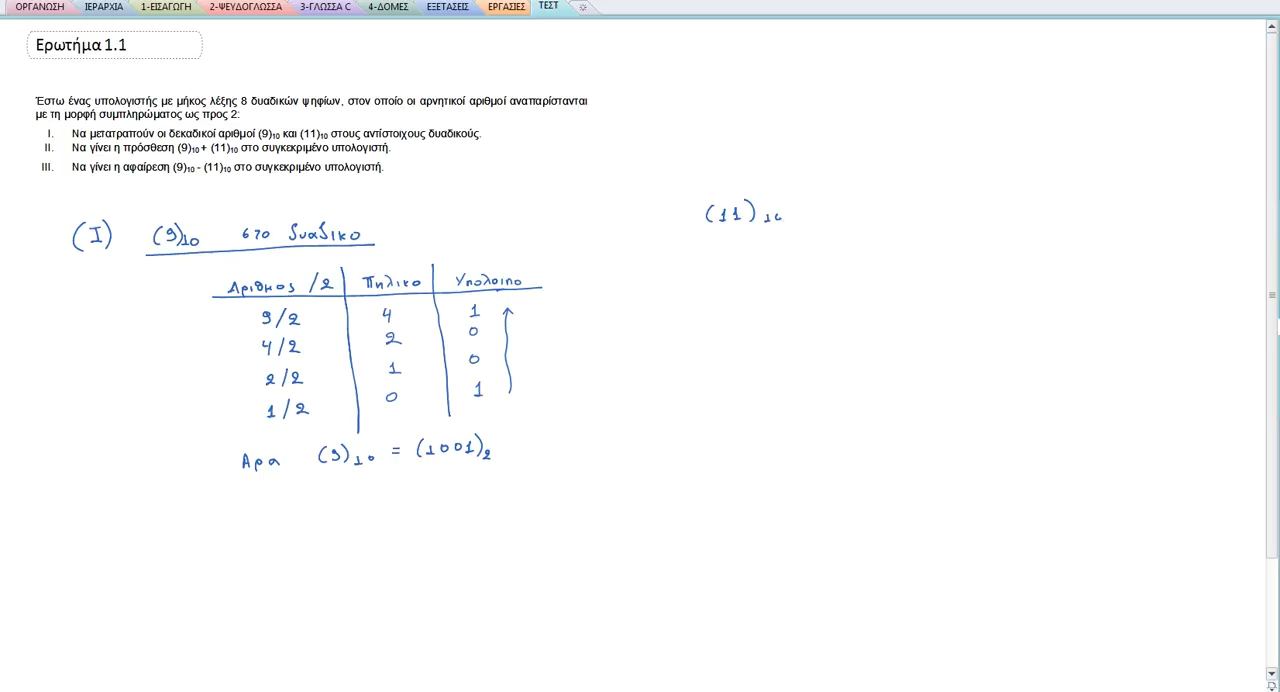 ΟΡΓΑΝΩΣΗ ΙΕΡΑΡΧΙΑ 1-ΕΙΣΑΓΩΓΗ 2-ΨΕΥΔΟΓΛΩΣΣΑ 3-ΓΛΩΣΣΑ C 4-ΔΟΜΕΣ ΕΞΕΤΑΣΕΙΣ ΕΡΓΑΣΙΕΣ ΤΕΣΤ
Ερωτήμα 1.1
Έστω ένας υπολογιστής με μήκος λέξης 8 δυαδικών ψηφίων, στον οποίο οι αρνητικοί αριθμοί αναπαρίστανται
με τη μορφή συμπληρώματος ως προς 2:
I. Να μετατραπούν οι δεκαδικοί αριθμοί (9)₁₀ και (11)₁₀ στους αντίστοιχους δυαδικούς.
II. Να γίνει η πρόσθεση (9)₁₀ + (11)₁₀ στο συγκεκριμένο υπολογιστή.
III. Να γίνει η αφαίρεση (9)₁₀ - (11)₁₀ στο συγκεκριμένο υπολογιστή.
(I) (9)₁₀ στο δυαδικο
(11)₁₀
Αριθμος /2 Πηλικο Υπολοιπο
9/2 4 1
4/2 2 0
2/2 1 0
1/2 0 1
Αρα (9)₁₀ = (1001)₂